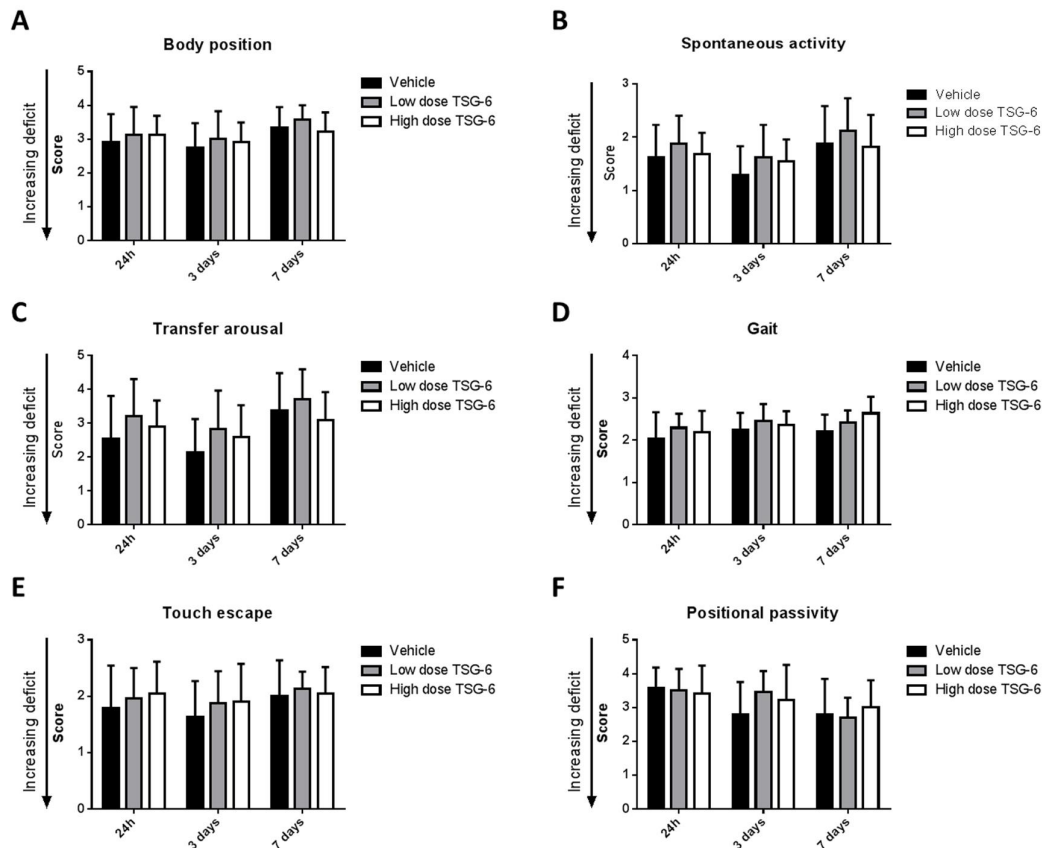 A
Body position
Increasing deficit
Score
5
4
3
2
1
0
24h
3 days
7 days
Vehicle
Low dose TSG-6
High dose TSG-6
B
Spontaneous activity
Increasing deficit
Score
3
2
1
0
24h
3 days
7 days
Vehicle
Low dose TSG-6
High dose TSG-6
C
Transfer arousal
Increasing deficit
Score
5
4
3
2
1
0
24h
3 days
7 days
Vehicle
Low dose TSG-6
High dose TSG-6
D
Gait
Increasing deficit
Score
4
3
2
1
0
24h
3 days
7 days
Vehicle
Low dose TSG-6
High dose TSG-6
E
Touch escape
Increasing deficit
Score
3
2
1
0
24h
3 days
7 days
Vehicle
Low dose TSG-6
High dose TSG-6
F
Positional passivity
Increasing deficit
Score
5
4
3
2
1
0
24h
3 days
7 days
Vehicle
Low dose TSG-6
High dose TSG-6